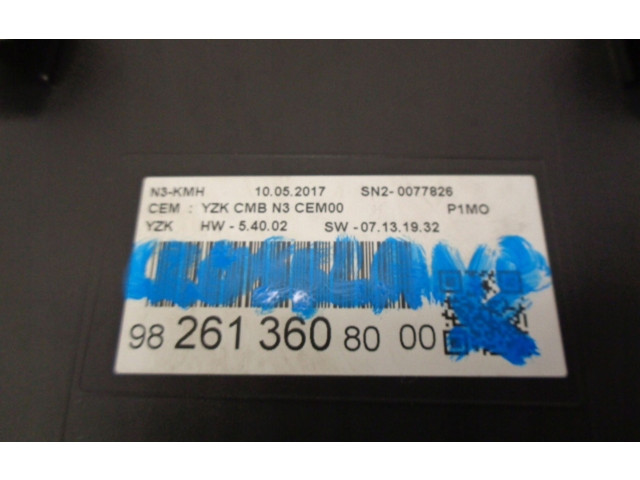 N3-KMH 10.05.2017 SN2- 0077826
CEM : YZK CMB N3 CEM00 P1MO
YZK HW - 5.40.02 SW - 07.13.19.32
98 261 360 80 00